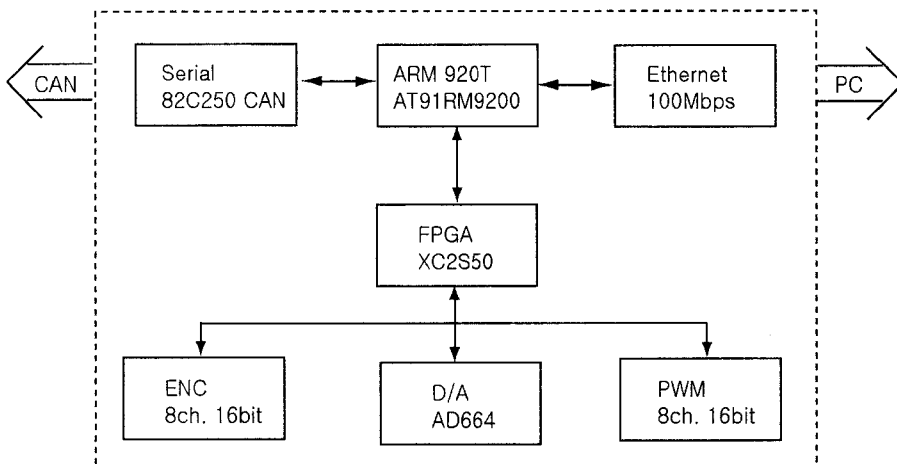 Serial
82C250 CAN
ARM 920T
AT91RM9200
Ethernet
100Mbps
CAN
PC
FPGA
XC2S50
ENC
8ch. 16bit
D/A
AD664
PWM
8ch. 16bit